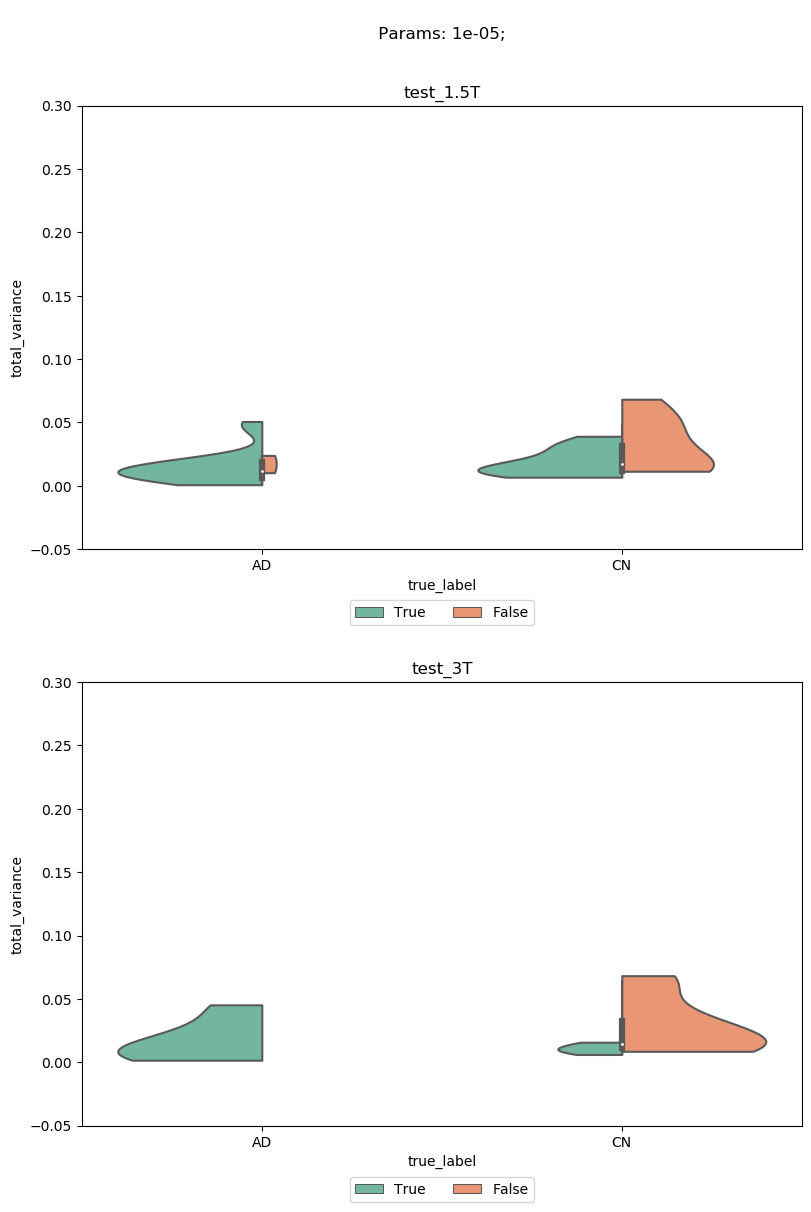 Params: 1e-05;
test_1.5T
0.30
0.25
0.20
0.15
0.10
0.05
0.00
−0.05
total_variance
AD CN
true_label
True False
test_3T
0.30
0.25
0.20
0.15
0.10
0.05
0.00
−0.05
total_variance
AD CN
true_label
True False